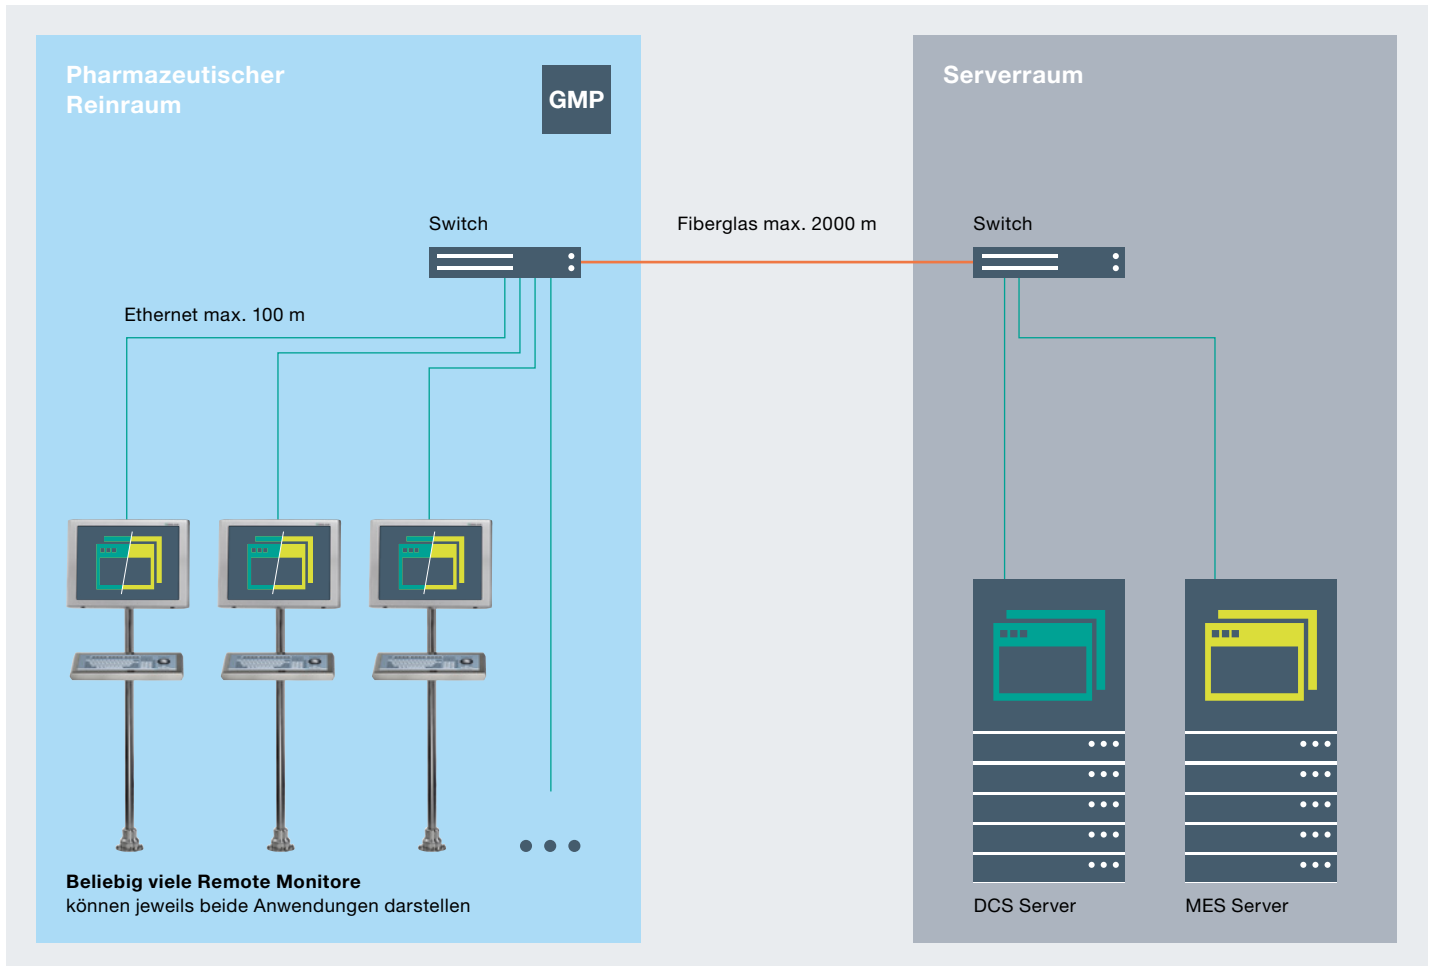 Pharmazeutischer
Reinraum
GMP
Serverraum
Switch
Fiberglas max. 2000 m
Switch
Ethernet max. 100 m
Beliebig viele Remote Monitore
können jeweils beide Anwendungen darstellen
DCS Server
MES Server